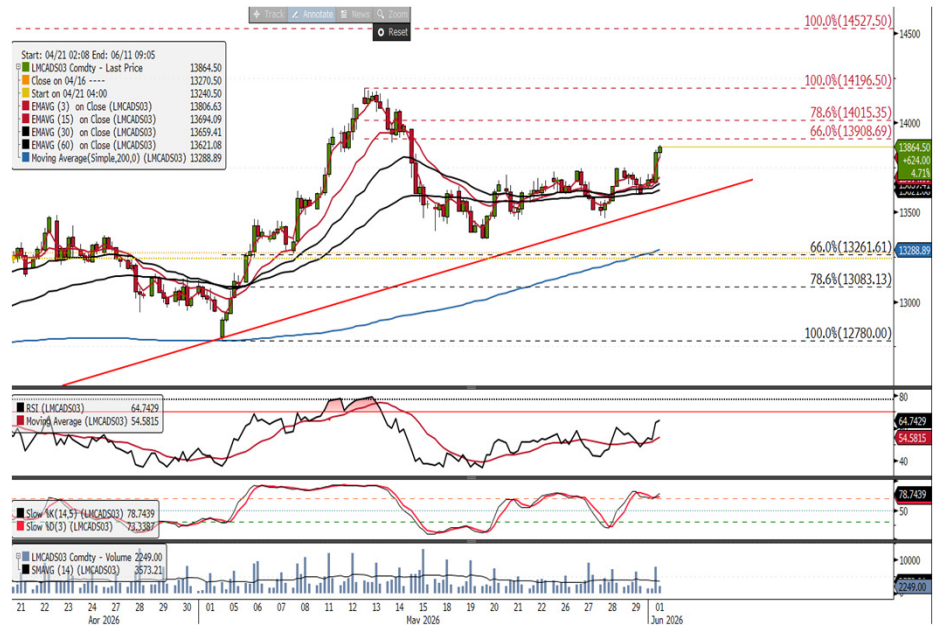 Track Annotate News Zoom
Reset
100.0%(14527.50)
14500
Start: 04/21 02:08 End: 06/11 09:05
LMCADS03 Comdty - Last Price 13864.50
Close on 04/16 ---- 13270.50
Start on 04/21 04:00 13240.50
EMAVG (3) on Close (LMCADS03) 13806.63
EMAVG (15) on Close (LMCADS03) 13694.09
EMAVG (30) on Close (LMCADS03) 13659.41
EMAVG (60) on Close (LMCADS03) 13621.08
Moving Average(Simple,200,0) (LMCADS03) 13288.89
100.0%(14196.50)
78.6%(14015.35)
14000
66.0%(13908.69)
13864.50
+624.00
4.71%
13500
66.0%(13261.61)
13288.89
78.6%(13083.13)
13000
100.0%(12780.00)
RSI (LMCADS03) 64.7429
Moving Average (LMCADS03) 54.5815
80
64.7429
54.5815
40
Slow %K(14,5) (LMCADS03) 78.7439
Slow %D(3) (LMCADS03) 73.3387
78.7439
50
LMCADS03 Comdty - Volume 2249.00
SMAVG (14) (LMCADS03) 3573.21
10000
2249.00
0
21 22 23 24 27 28 29 30 01 05 06 07 08 11 12 13 14 15 18 19 20 21 22 26 27 28 29 01
Apr 2026 May 2026 Jun 2026